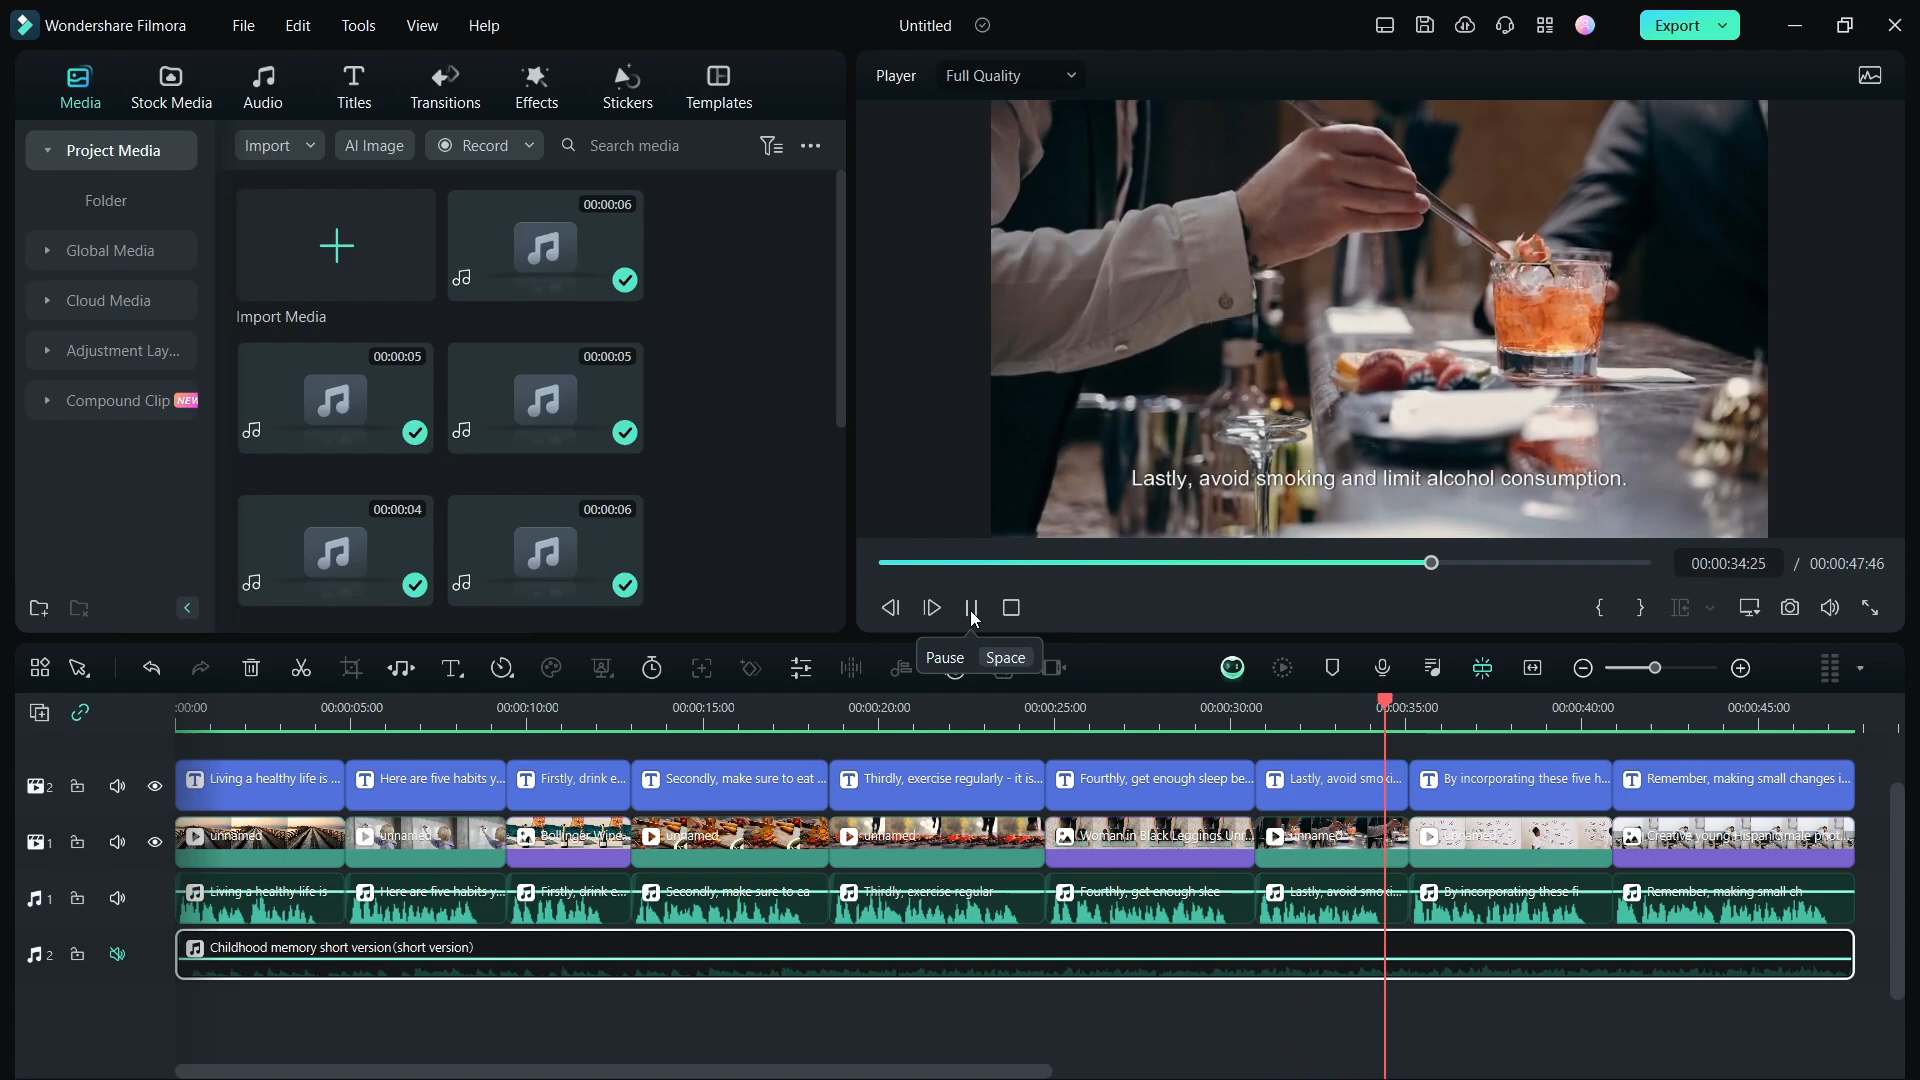 Wondershare Filmora
File
Edit
Tools
View
Help
Untitled
Export
Media
Stock Media
Audio
Titles
Transitions
Effects
Stickers
Templates
Player
Full Quality
Project Media
Folder
Global Media
Cloud Media
Adjustment Lay...
Compound Clip
NEW
Import
AI Image
Record
Search media
Import Media
00:00:06
00:00:05
00:00:05
00:00:04
00:00:06
Lastly, avoid smoking and limit alcohol consumption.
00:00:34:25 / 00:00:47:46
Pause Space
:00:00
00:00:05:00
00:00:10:00
00:00:15:00
00:00:20:00
00:00:25:00
00:00:30:00
00:00:35:00
00:00:40:00
00:00:45:00
2
T Living a healthy life is ...
T Here are five habits y...
T Firstly, drink e...
T Secondly, make sure to eat ...
T Thirdly, exercise regularly - it is...
T Fourthly, get enough sleep be...
T Lastly, avoid smoki...
T By incorporating these five h...
T Remember, making small changes i...
1
unnamed
unnamed
Bollinger Wipe...
unnamed
unnamed
Woman in Black Leggings Unr...
unnamed
unnamed
Creative young Hispanic male phot...
1
Living a healthy life is
Here are five habits y...
Firstly, drink e...
Secondly, make sure to ea
Thirdly, exercise regular
Fourthly, get enough slee
Lastly, avoid smoki...
By incorporating these fi
Remember, making small ch
2
Childhood memory short version(short version)